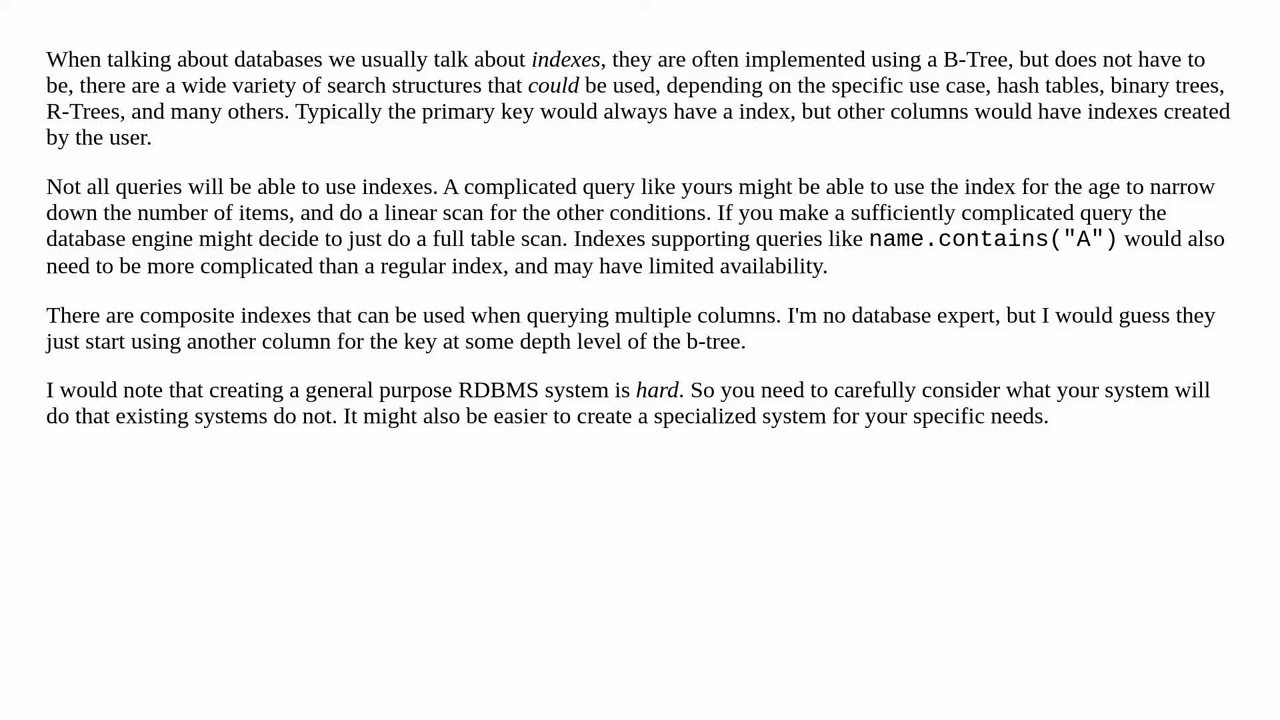 When talking about databases we usually talk about indexes, they are often implemented using a B-Tree, but does not have to
be, there are a wide variety of search structures that could be used, depending on the specific use case, hash tables, binary trees,
R-Trees, and many others. Typically the primary key would always have a index, but other columns would have indexes created
by the user.
Not all queries will be able to use indexes. A complicated query like yours might be able to use the index for the age to narrow
down the number of items, and do a linear scan for the other conditions. If you make a sufficiently complicated query the
database engine might decide to just do a full table scan. Indexes supporting queries like name.contains("A") would also
need to be more complicated than a regular index, and may have limited availability.
There are composite indexes that can be used when querying multiple columns. I'm no database expert, but I would guess they
just start using another column for the key at some depth level of the b-tree.
I would note that creating a general purpose RDBMS system is hard. So you need to carefully consider what your system will
do that existing systems do not. It might also be easier to create a specialized system for your specific needs.